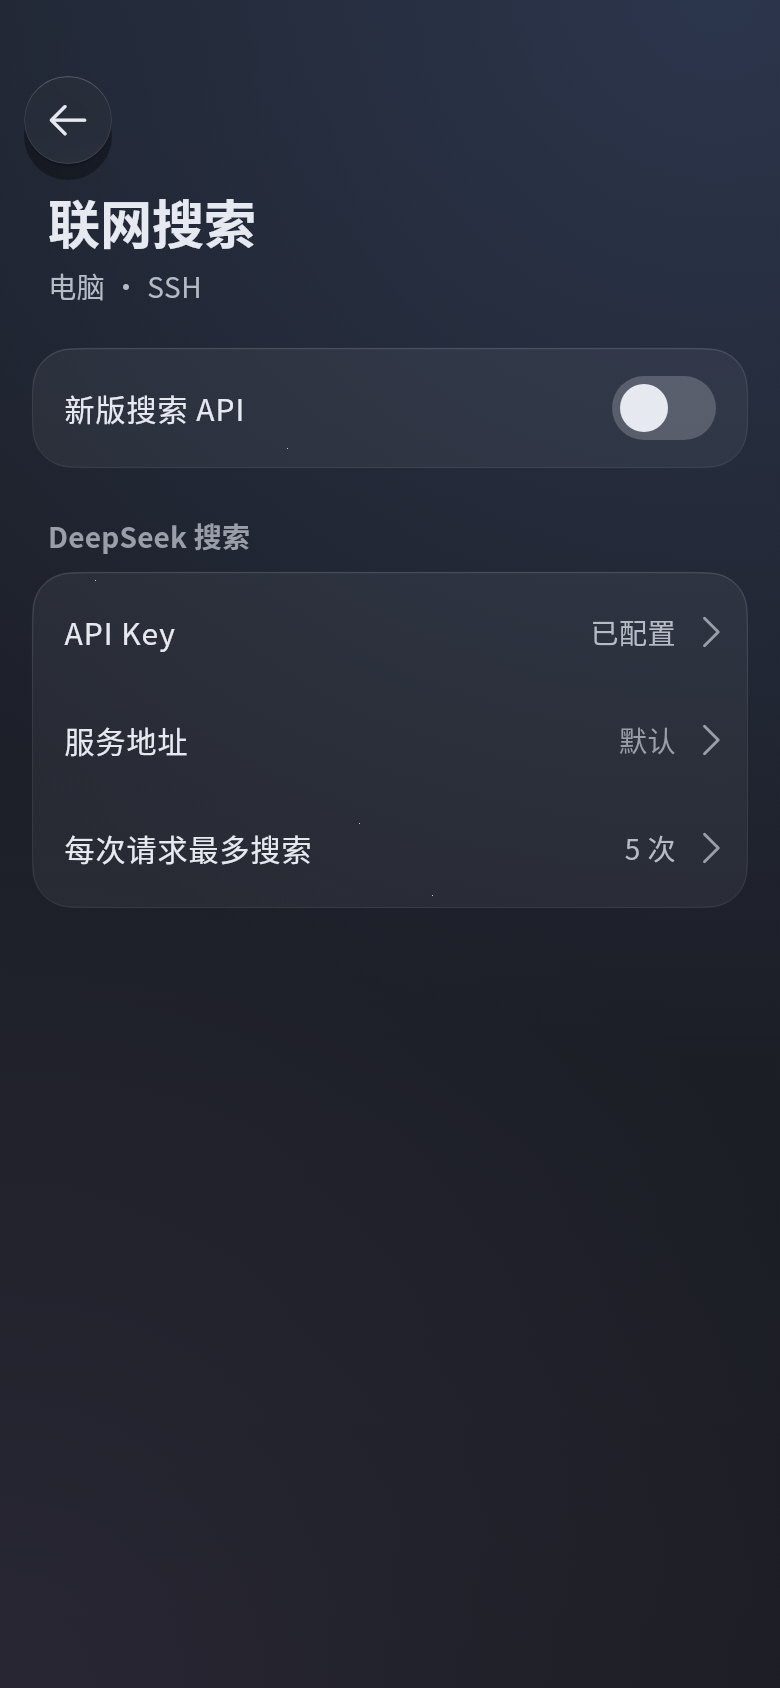 联网搜索
电脑 · SSH
新版搜索 API
DeepSeek 搜索
API Key 已配置
服务地址 默认
每次请求最多搜索 5 次